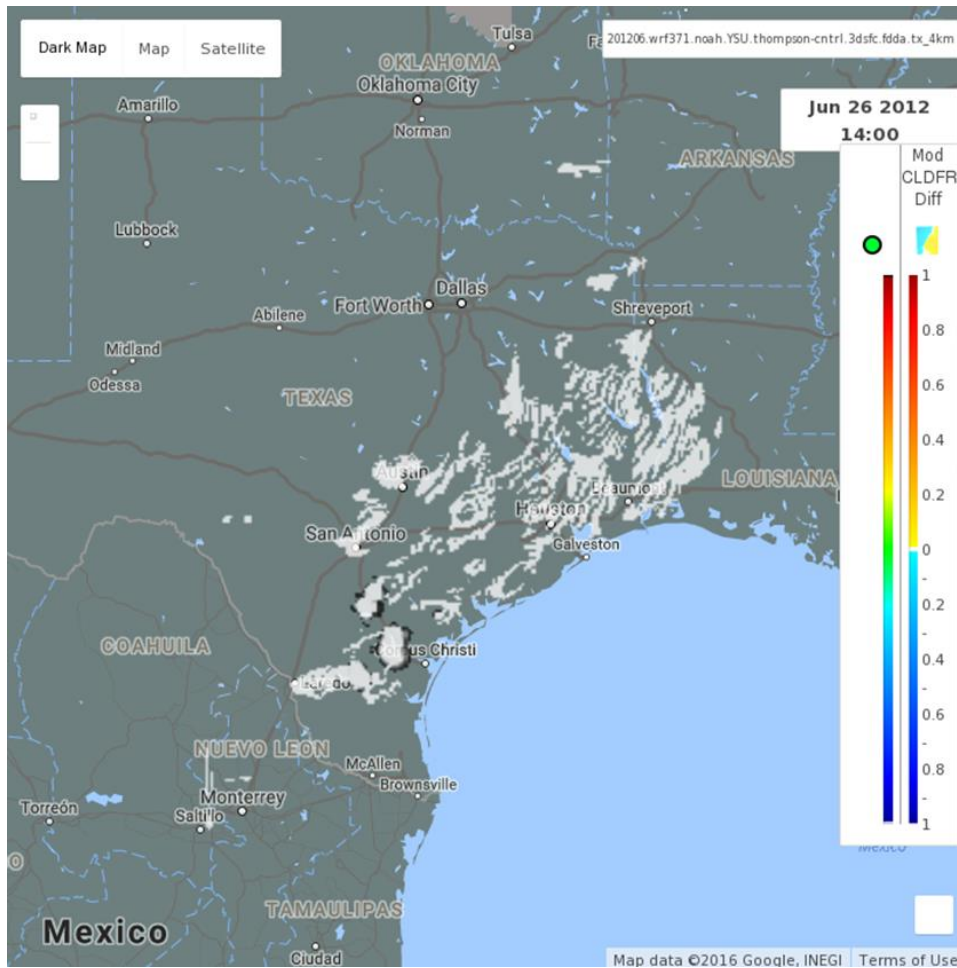 Dark Map
Map
Satellite
201206.wrf371.noah.YSU.thompson-cntrl.3dsfc.fdda.tx_4km
Jun 26 2012
14:00
Mod
CLDFR
Diff
1
0.8
0.6
0.4
0.2
0
-
0.2
-
0.4
-
0.6
-
0.8
-
1
Tulsa
OKLAHOMA
Oklahoma City
Amarillo
Norman
ARKANSAS
Lubbock
Dallas
Fort Worth
Shreveport
Abilene
Midland
Odessa
TEXAS
Austin
LOUISIANA
Beaumont
Houston
San Antonio
Galveston
COAHUILA
Corpus Christi
Laredo
NUEVO LEON
McAllen
Brownsville
Monterrey
Torreón
Saltillo
Mexico
TAMAULIPAS
Mexico
Ciudad
Map data ©2016 Google, INEGI
Terms of Use